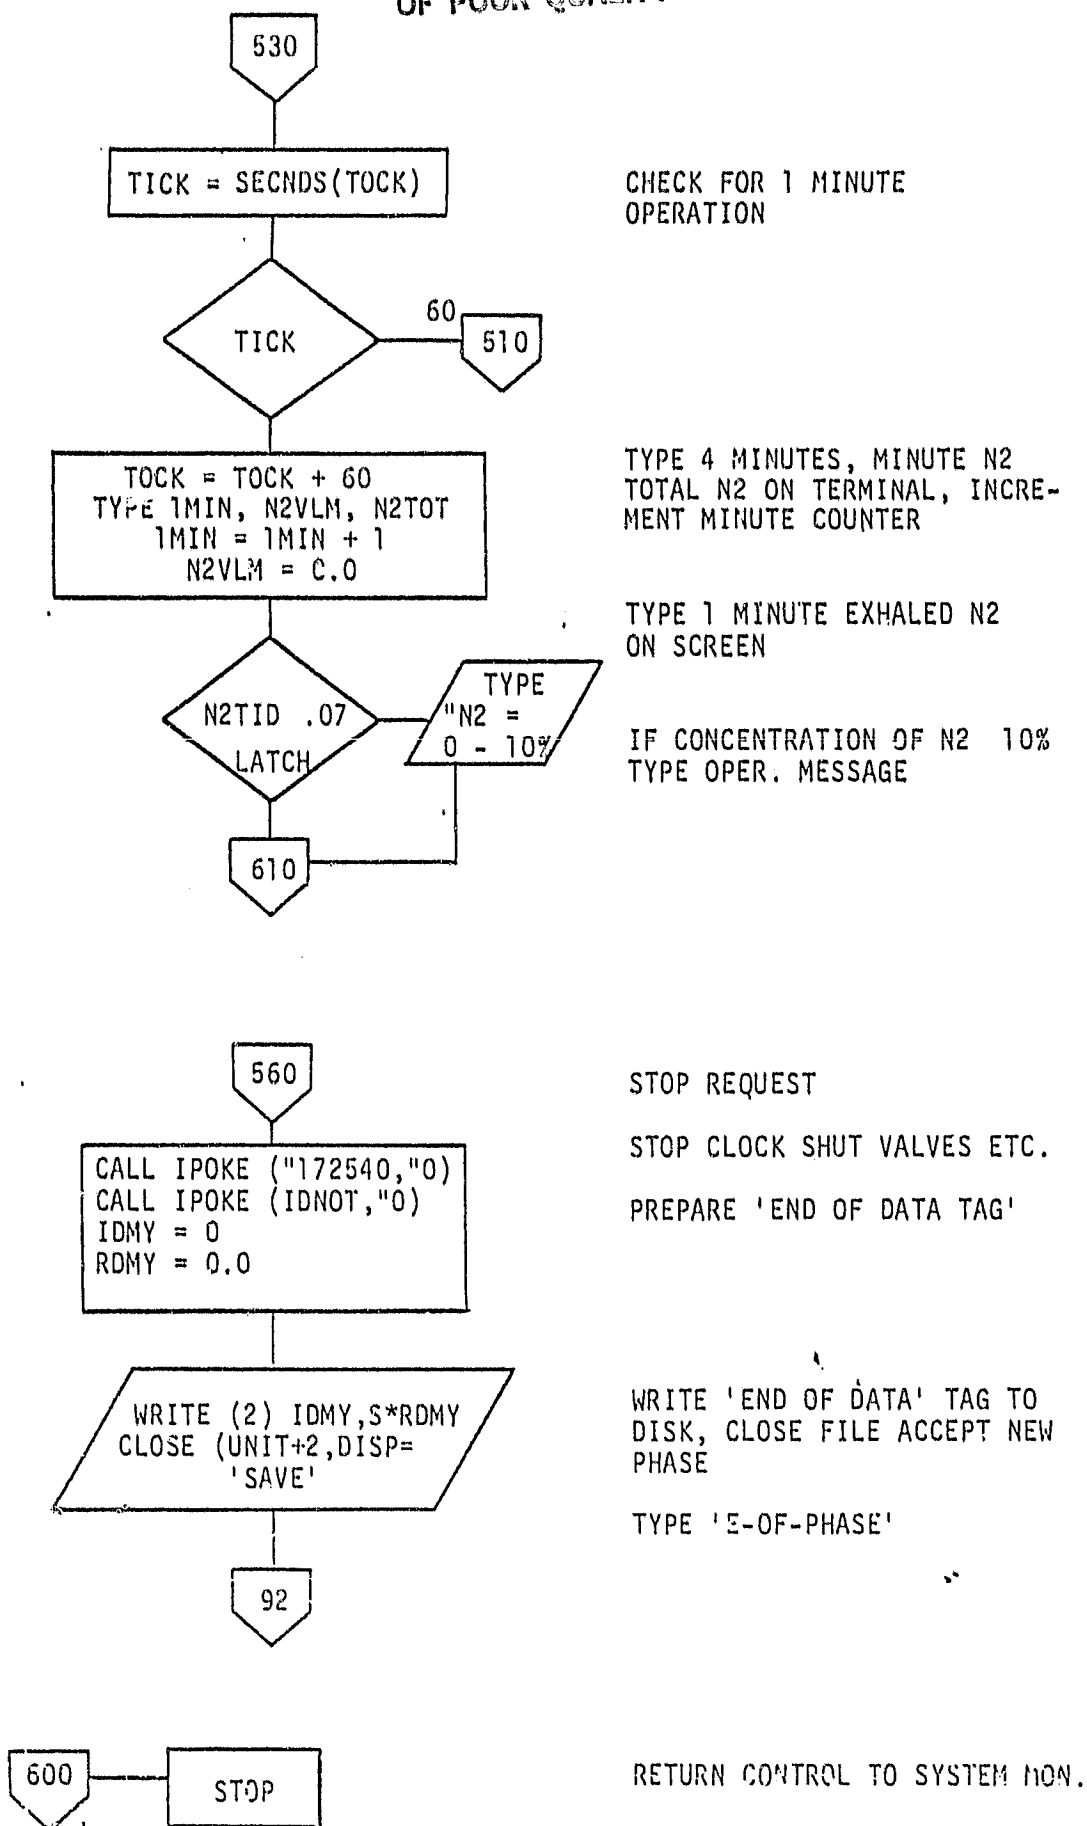 OF POOR QUALITY
530
TICK = SECNDS(TOCK)
CHECK FOR 1 MINUTE
OPERATION
TICK
60
510
TOCK = TOCK + 60
TYPE 1MIN, N2VLM, N2TOT
1MIN = 1MIN + 1
N2VLM = C.0
TYPE 4 MINUTES, MINUTE N2
TOTAL N2 ON TERMINAL, INCRE-
MENT MINUTE COUNTER
TYPE 1 MINUTE EXHALED N2
ON SCREEN
N2TID .07
LATCH
TYPE
"N2 =
0 - 10%
IF CONCENTRATION OF N2 10%
TYPE OPER. MESSAGE
610
560
STOP REQUEST
CALL IPOKE ("172540,"0)
CALL IPOKE (IDNOT,"0)
IDMY = 0
RDMY = 0.0
STOP CLOCK SHUT VALVES ETC.
PREPARE 'END OF DATA TAG'
WRITE (2) IDMY,S*RDMY
CLOSE (UNIT+2,DISP=
'SAVE'
WRITE 'END OF DATA' TAG TO
DISK, CLOSE FILE ACCEPT NEW
PHASE
TYPE 'E-OF-PHASE'
92
600
STOP
RETURN CONTROL TO SYSTEM MON.